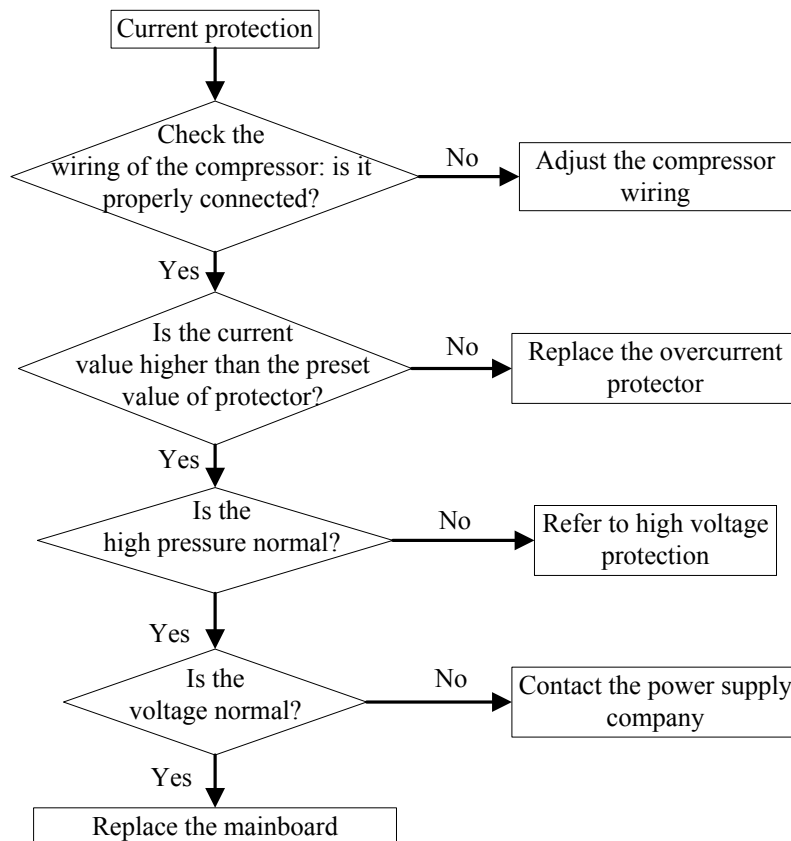 Current protection
Check the
wiring of the compressor: is it
properly connected?
No
Adjust the compressor
wiring
Yes
Is the current
value higher than the preset
value of protector?
No
Replace the overcurrent
protector
Yes
Is the
high pressure normal?
No
Refer to high voltage
protection
Yes
Is the
voltage normal?
No
Contact the power supply
company
Yes
Replace the mainboard